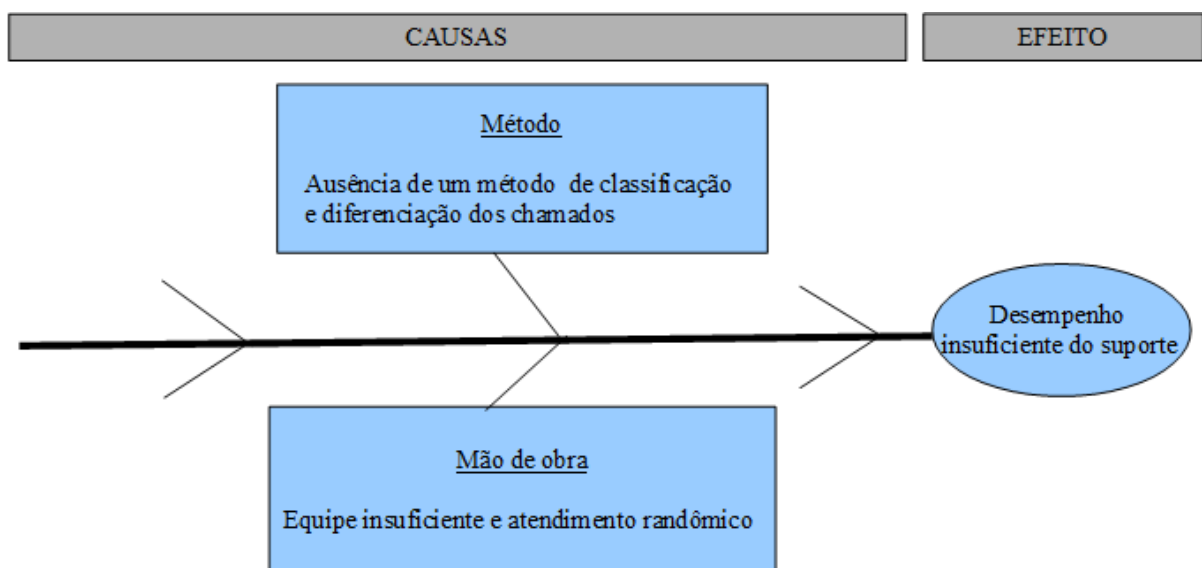 CAUSAS
EFEITO
Método
Ausência de um método de classificação
e diferenciação dos chamados
Desempenho
insuficiente do suporte
Mão de obra
Equipe insuficiente e atendimento randômico